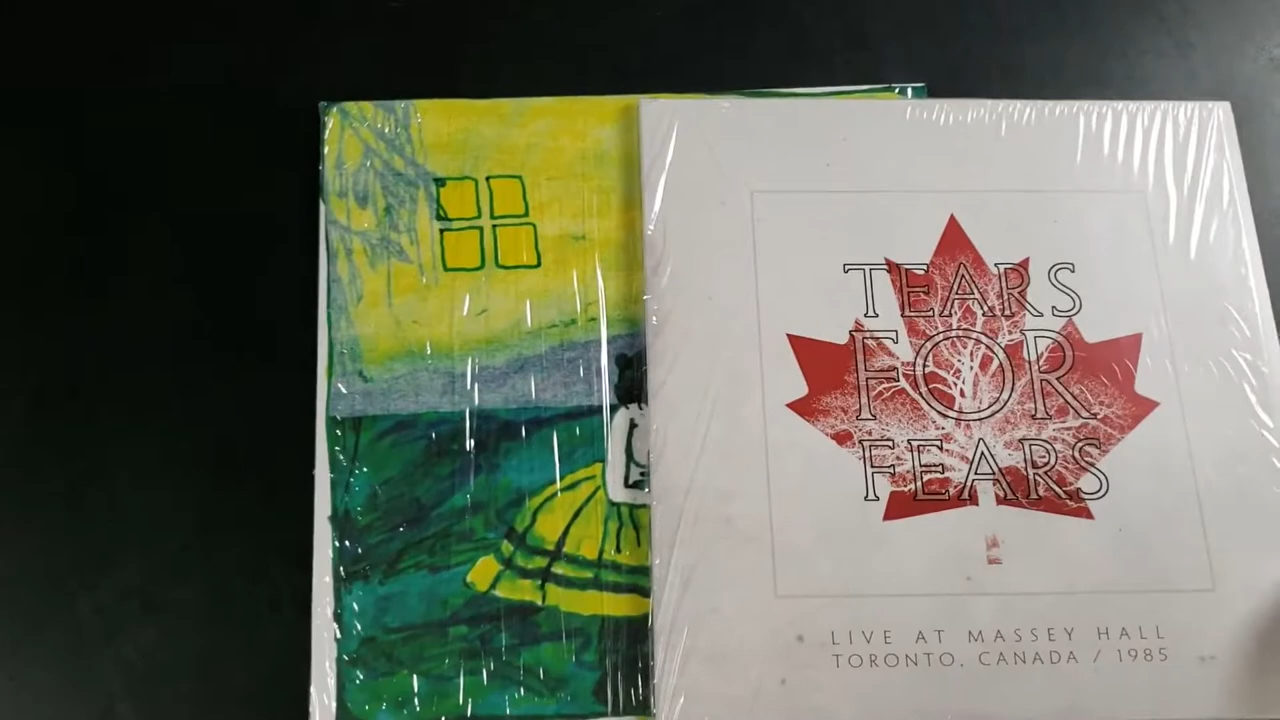 TEARS
FOR
FEARS
LIVE AT MASSEY HALL
TORONTO, CANADA / 1985